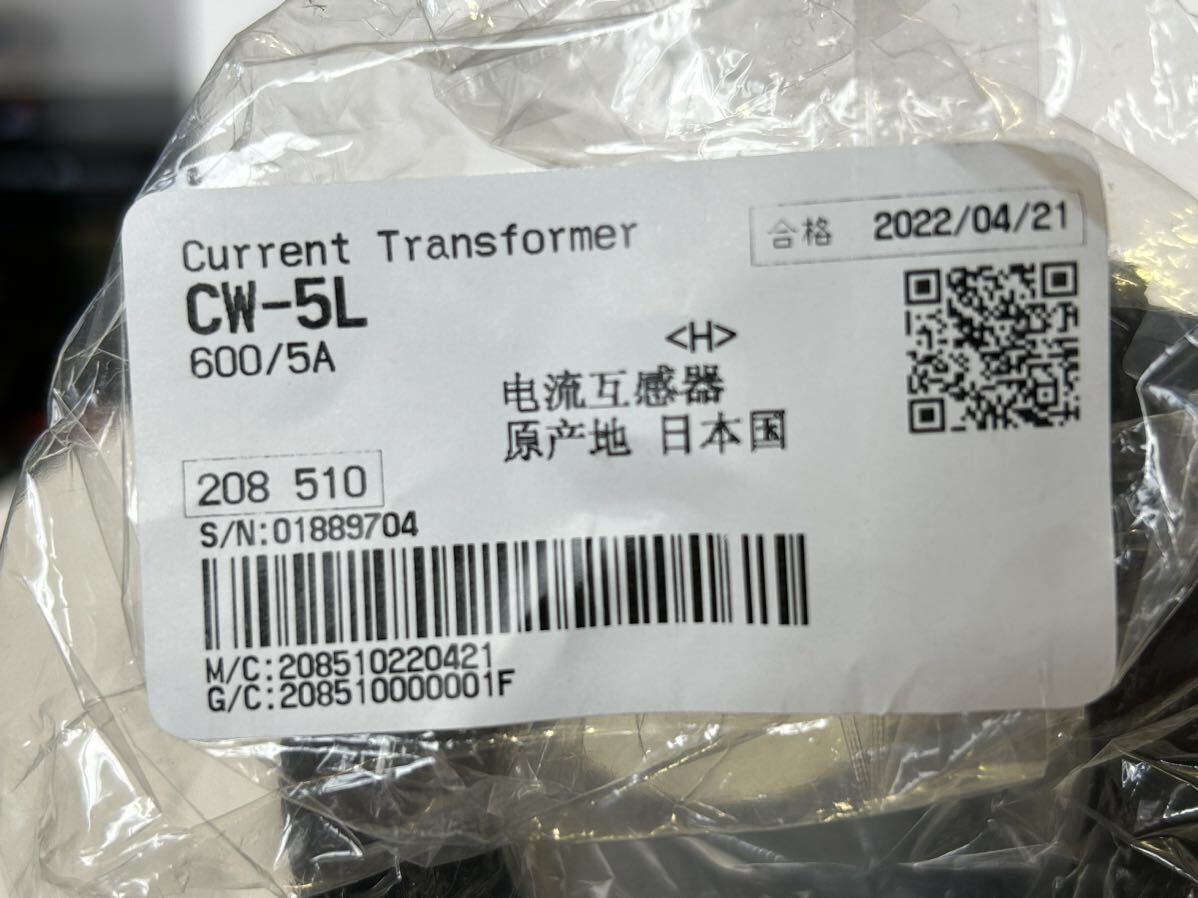 Current Transformer
合格 2022/04/21
CW-5L
600/5A
<H>
电流互感器
原产地 日本国
208 510
S/N:01889704
M/C:208510220421
G/C:208510000001F